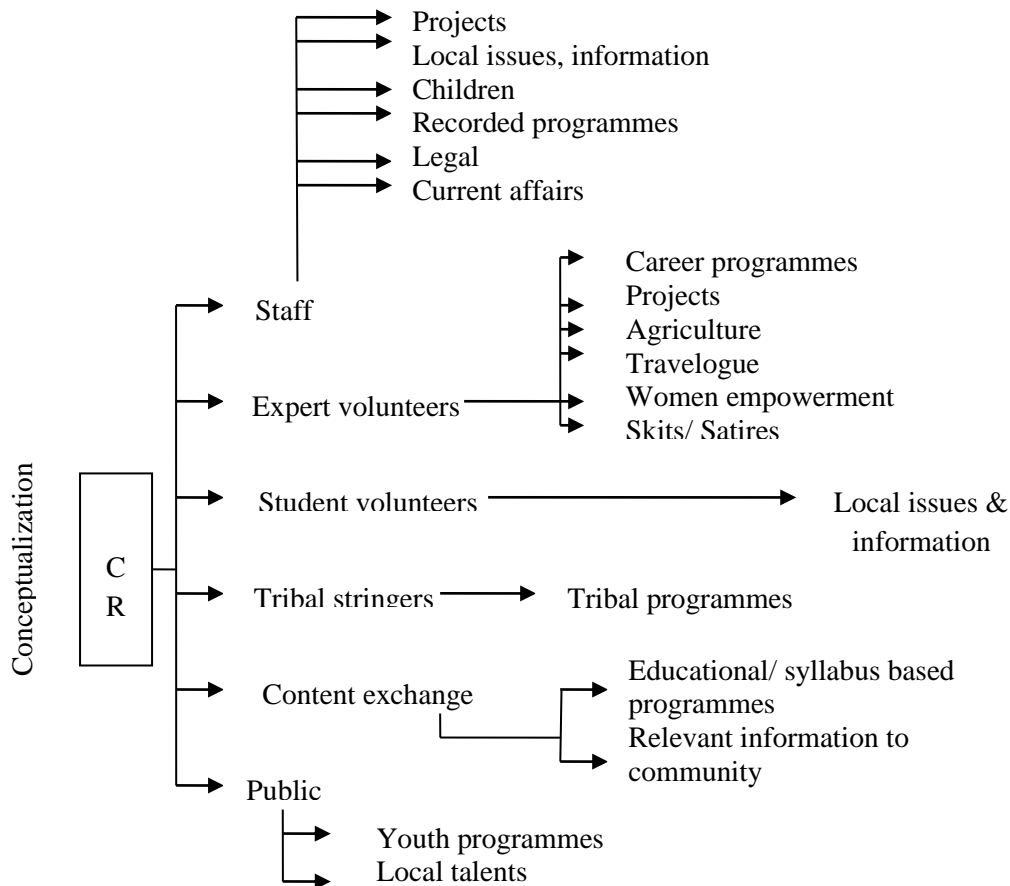 Projects
Local issues, information
Children
Recorded programmes
Legal
Current affairs
Staff
Career programmes
Projects
Agriculture
Travelogue
Women empowerment
Skits/ Satires
Expert volunteers
Conceptualization
C
R
Student volunteers
Local issues &
information
Tribal stringers
Tribal programmes
Content exchange
Educational/ syllabus based
programmes
Relevant information to
community
Public
Youth programmes
Local talents